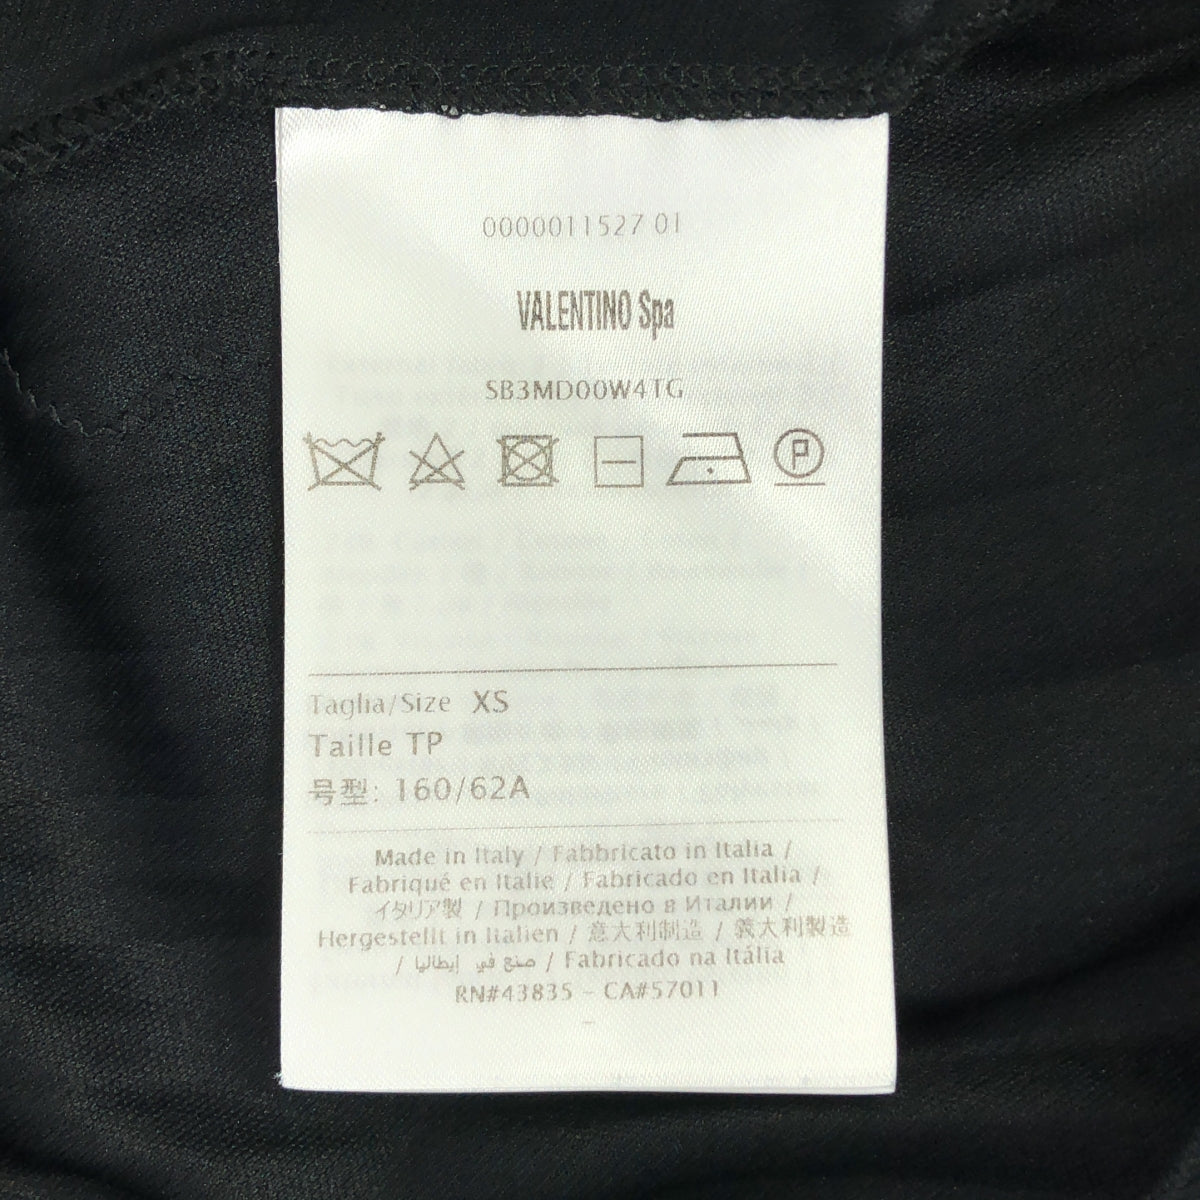 0000011527 01
VALENTINO Spa
SB3MD00W4TG
P
Taglia/Size XS
Taille TP
号型: 160/62A
Made in Italy / Fabbricato in Italia /
Fabriqué en Italie / Fabricado en Italia /
イタリア製 / Произведено в Италии /
Hergestellt in Italien / 意大利制造 / 義大利製造
/ صنع في إيطاليا / Fabricado na Itália
RN#43835 - CA#57011
-